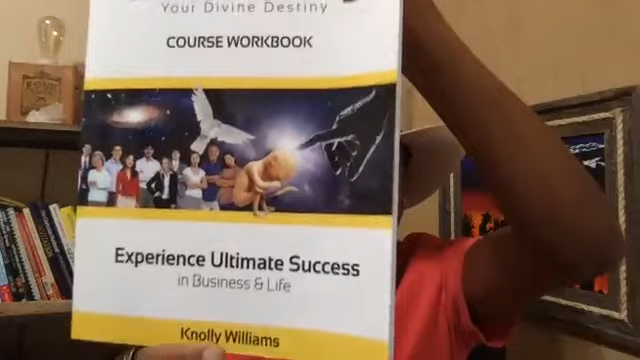 Your Divine Destiny
COURSE WORKBOOK
Experience Ultimate Success
in Business & Life
Knolly Williams